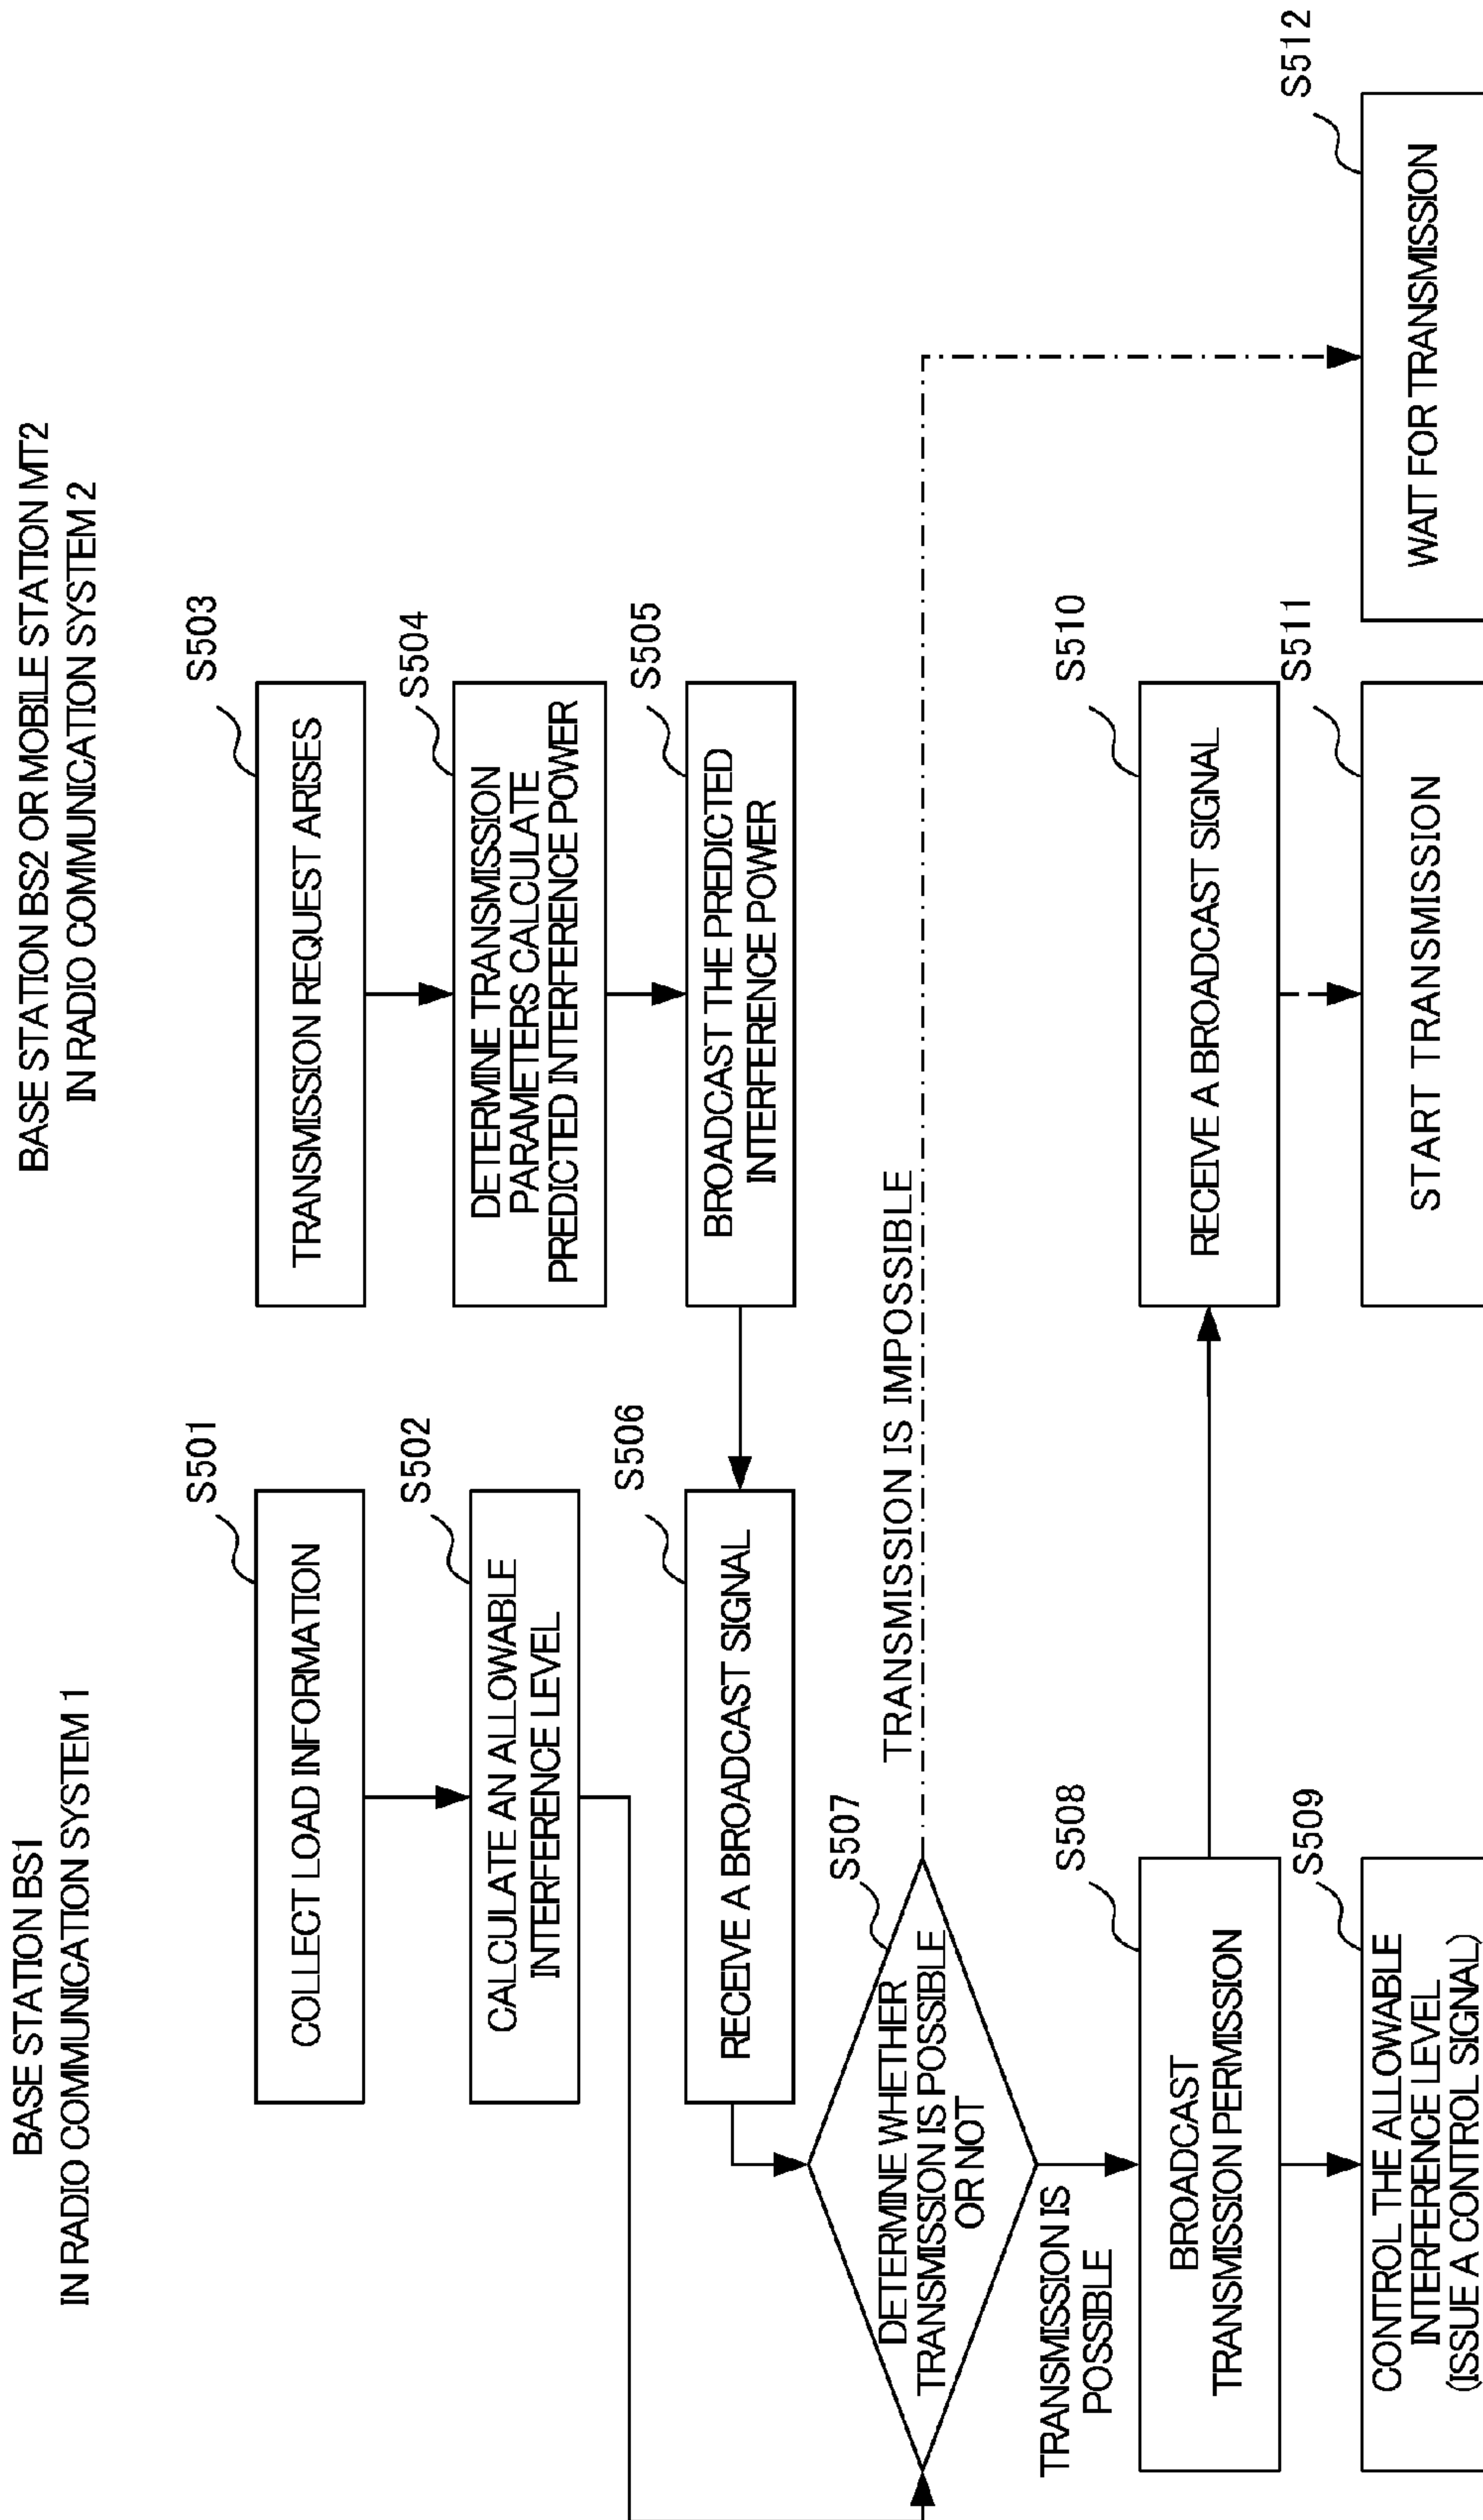 BASE STATION BS1
IN RADIO COMMUNICATION SYSTEM 1
BASE STATION BS2 OR MOBILE STATION MT2
IN RADIO COMMUNICATION SYSTEM 2
S501
COLLECT LOAD INFORMATION
S502
CALCULATE AN ALLOWABLE
INTERFERENCE LEVEL
S503
TRANSMISSION REQUEST ARISES
S504
DETERMINE TRANSMISSION
PARAMETERS CALCULATE
PREDICTED INTERFERENCE POWER
S505
BROADCAST THE PREDICTED
INTERFERENCE POWER
S506
RECEIVE A BROADCAST SIGNAL
S507
DETERMINE WHETHER
TRANSMISSION IS POSSIBLE
OR NOT
TRANSMISSION IS IMPOSSIBLE
TRANSMISSION IS
POSSIBLE
S508
BROADCAST
TRANSMISSION PERMISSION
S509
CONTROL THE ALLOWABLE
INTERFERENCE LEVEL
(ISSUE A CONTROL SIGNAL)
S510
RECEIVE A BROADCAST SIGNAL
S511
START TRANSMISSION
S512
WAIT FOR TRANSMISSION